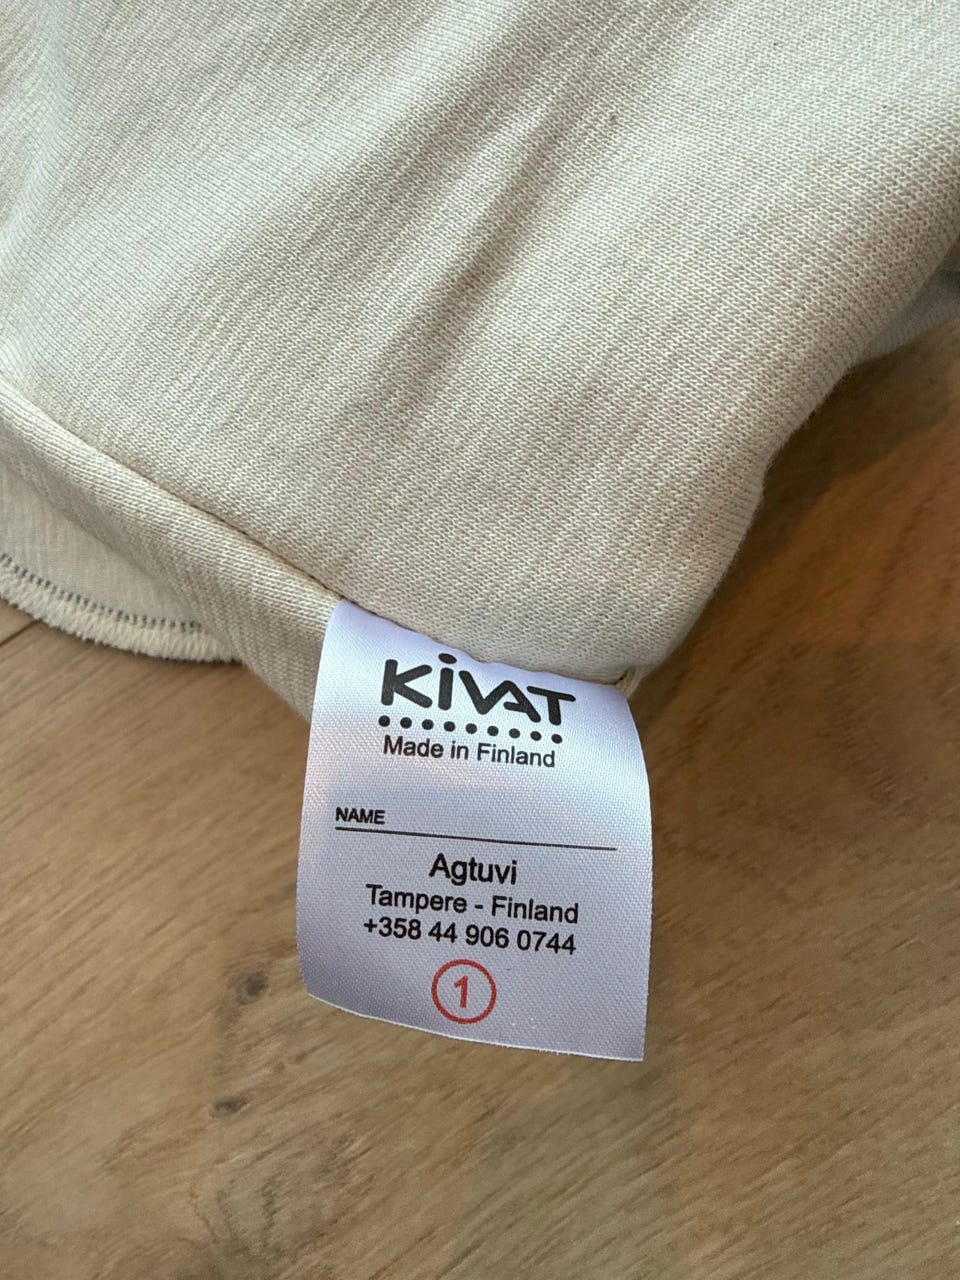 KiVAT
Made in Finland
NAME
Agtuvi
Tampere - Finland
+358 44 906 0744
1